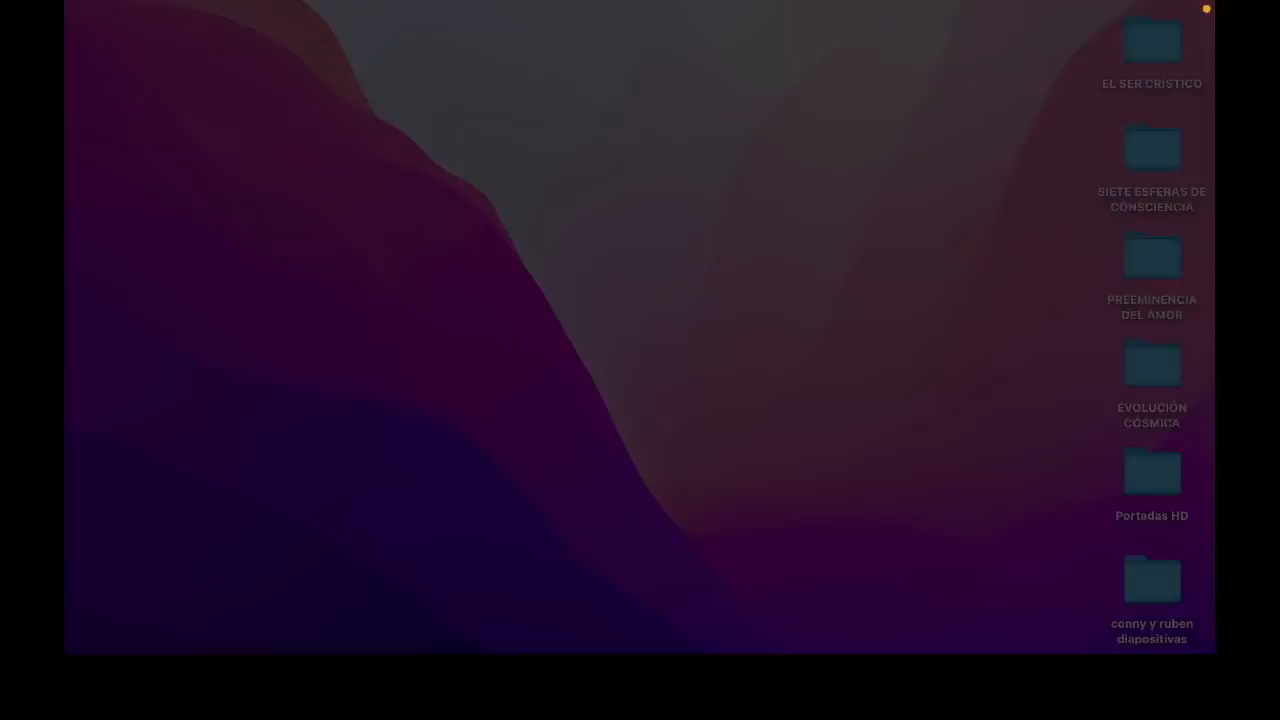 EL SER CRÍSTICO
SIETE ESFERAS DE
CONSCIENCIA
PREEMINENCIA
DEL AMOR
EVOLUCIÓN
CÓSMICA
Portadas HD
conny y ruben
diapositivas